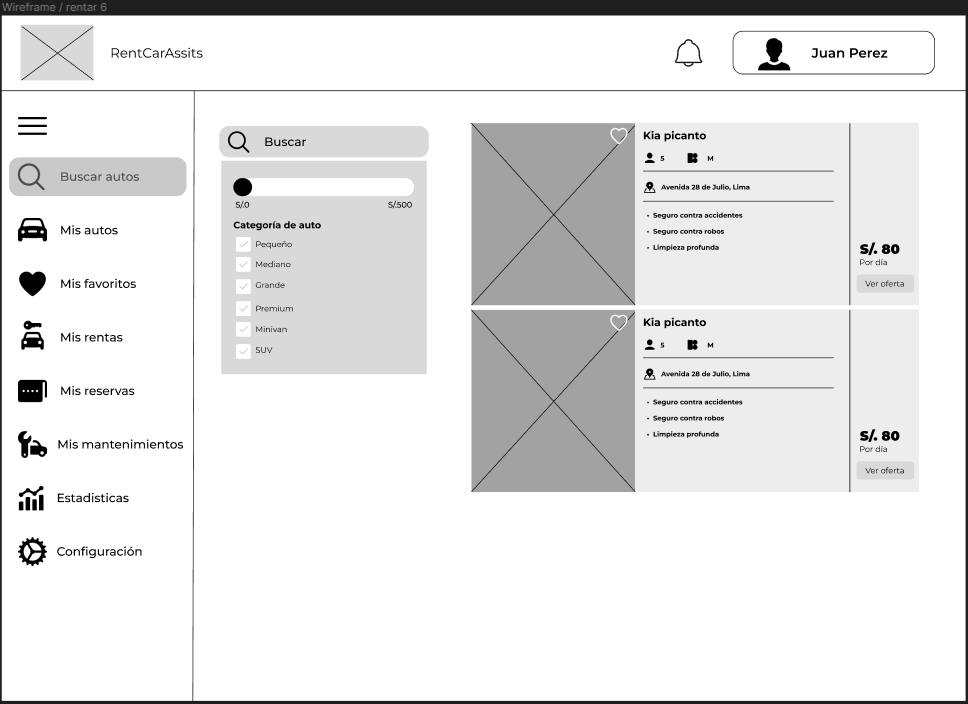 Wireframe / rentar 6
RentCarAssits
Juan Perez
Buscar autos
Mis autos
Mis favoritos
Mis rentas
Mis reservas
Mis mantenimientos
Estadisticas
Configuración
Buscar
S/.0 S/.500
Categoría de auto
Pequeño
Mediano
Grande
Premium
Minivan
SUV
Kia picanto
5 M
Avenida 28 de Julio, Lima
• Seguro contra accidentes
• Seguro contra robos
• Limpieza profunda
S/. 80
Por día
Ver oferta
Kia picanto
5 M
Avenida 28 de Julio, Lima
• Seguro contra accidentes
• Seguro contra robos
• Limpieza profunda
S/. 80
Por día
Ver oferta